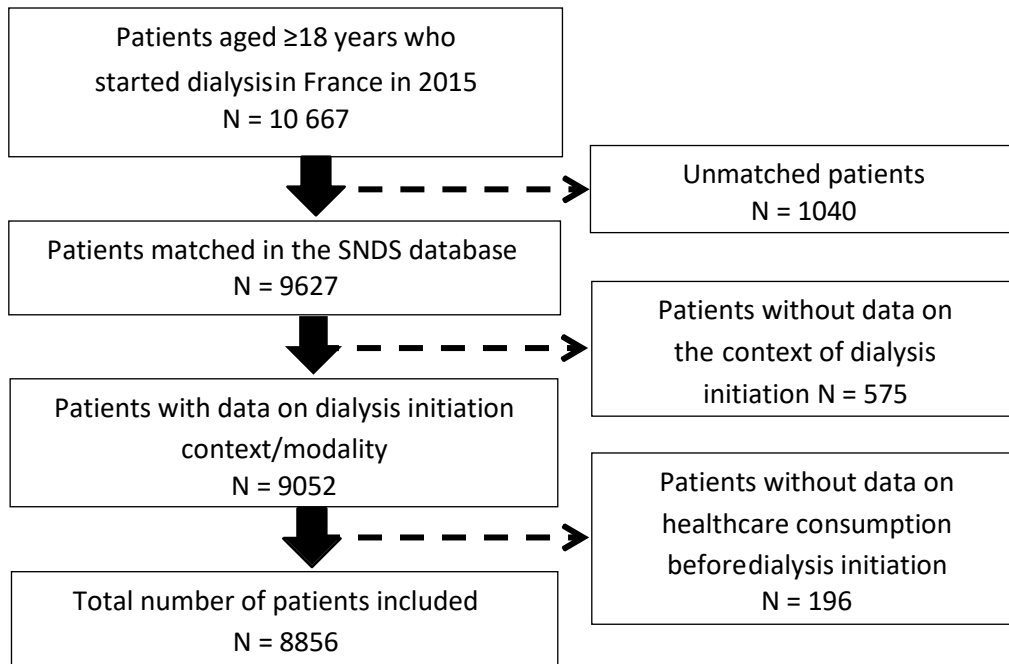 Patients aged ≥18 years who
started dialysisin France in 2015
N = 10 667
Unmatched patients
N = 1040
Patients matched in the SNDS database
N = 9627
Patients without data on
the context of dialysis
initiation N = 575
Patients with data on dialysis initiation
context/modality
N = 9052
Patients without data on
healthcare consumption
beforedialysis initiation
N = 196
Total number of patients included
N = 8856